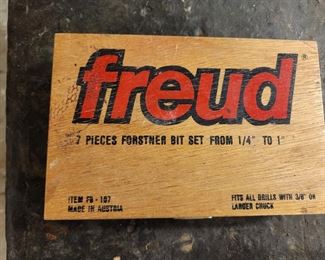 freud®
7 PIECES FORSTNER BIT SET FROM 1/4" TO 1"
ITEM FB-107
MADE IN AUSTRIA
FITS ALL DRILLS WITH 3/8" OR
LARGER CHUCK